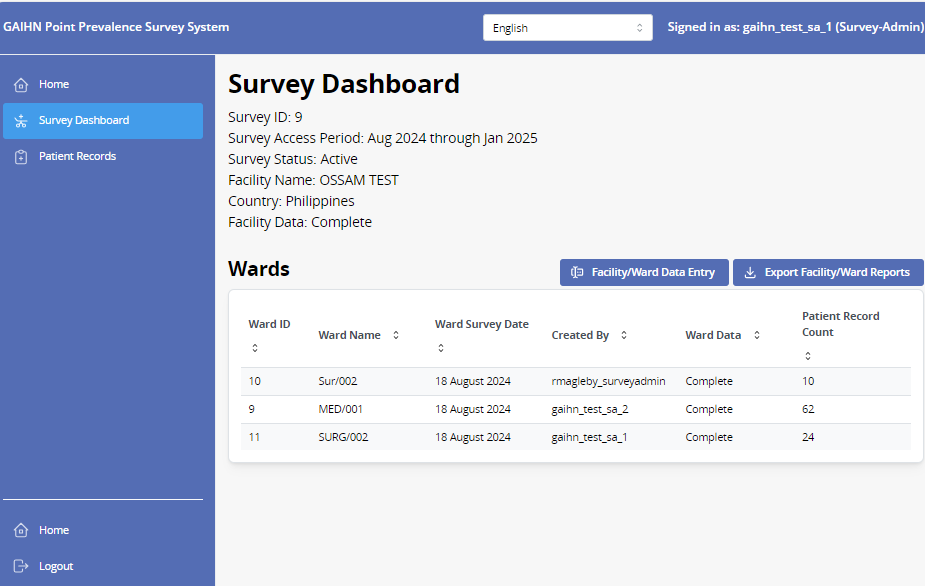 GAIHN Point Prevalence Survey System
English
Signed in as: gaihn_test_sa_1 (Survey-Admin)
Home
Survey Dashboard
Patient Records
Home
Logout
Survey Dashboard
Survey ID: 9
Survey Access Period: Aug 2024 through Jan 2025
Survey Status: Active
Facility Name: OSSAM TEST
Country: Philippines
Facility Data: Complete
Wards
Facility/Ward Data Entry
Export Facility/Ward Reports
Ward ID Ward Name Ward Survey Date Created By Ward Data Patient Record Count
10 Sur/002 18 August 2024 rmagleby_surveyadmin Complete 10
9 MED/001 18 August 2024 gaihn_test_sa_2 Complete 62
11 SURG/002 18 August 2024 gaihn_test_sa_1 Complete 24